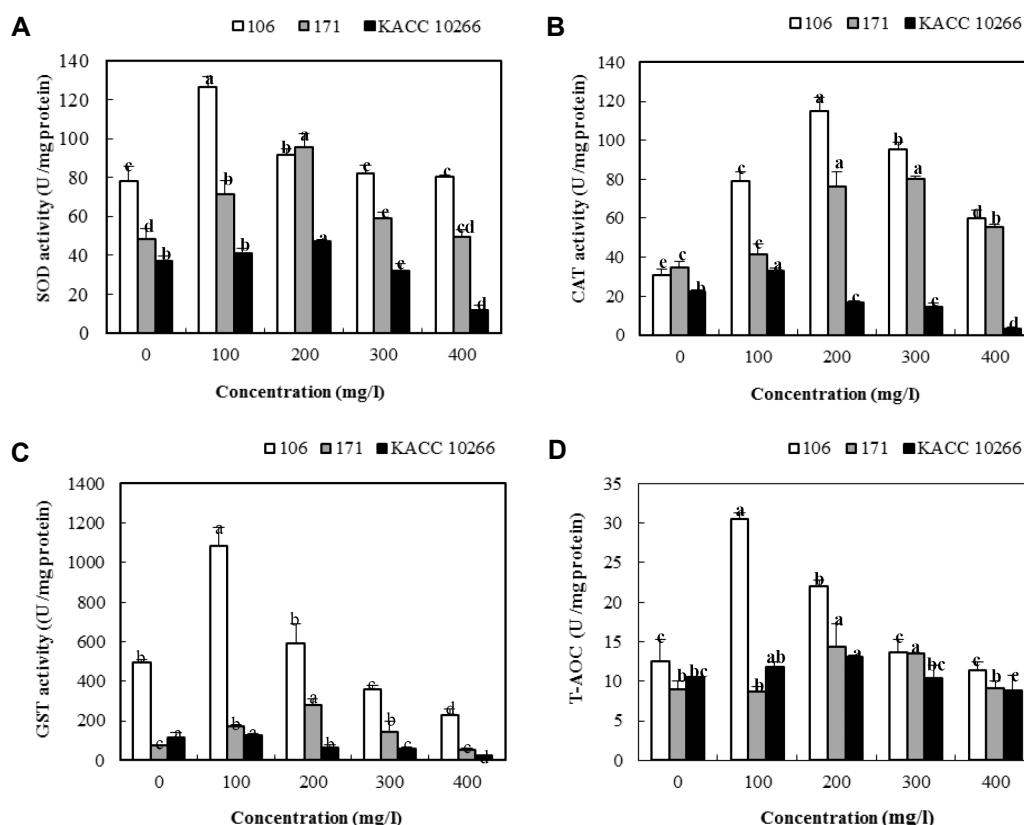 A
106 171 KACC 10266
SOD activity (U /mg protein)
140
120
100
80
60
40
20
0
c d b
a b b
b a a
c c c
c cd d
0 100 200 300 400
Concentration (mg/l)
B
106 171 KACC 10266
CAT activity (U /mg protein)
140
120
100
80
60
40
20
0
e c b
c c a
a a c
b a c
d b d
0 100 200 300 400
Concentration (mg/l)
C
106 171 KACC 10266
GST activity ((U /mg protein)
1400
1200
1000
800
600
400
200
0
b c a
a b a
b a b
c b c
d c d
0 100 200 300 400
Concentration (mg/l)
D
106 171 KACC 10266
T-AOC (U /mg protein)
35
30
25
20
15
10
5
0
c b bc
a b ab
b a a
c a bc
c b c
0 100 200 300 400
Concentration (mg/l)